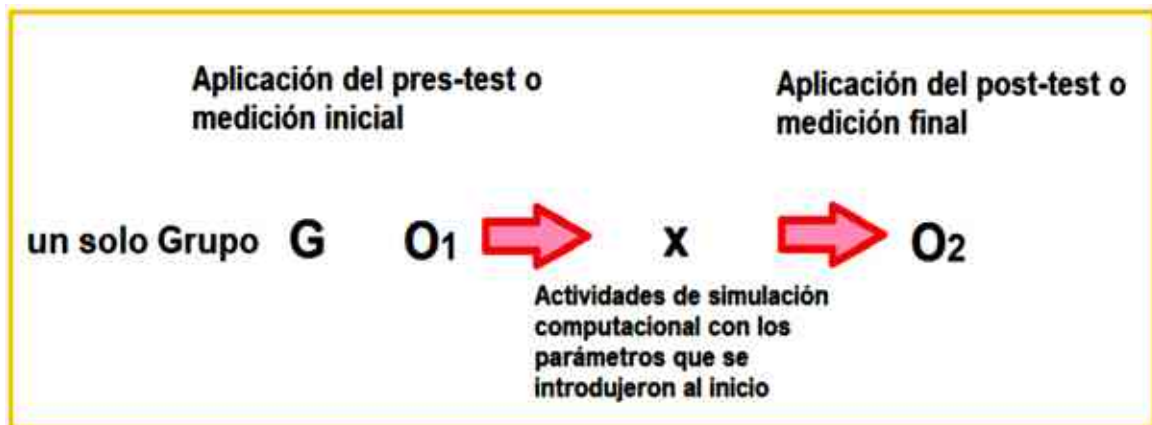 Aplicación del pres-test o
medición inicial
Aplicación del post-test o
medición final
un solo Grupo G O1 x O2
Actividades de simulación
computacional con los
parámetros que se
introdujeron al inicio